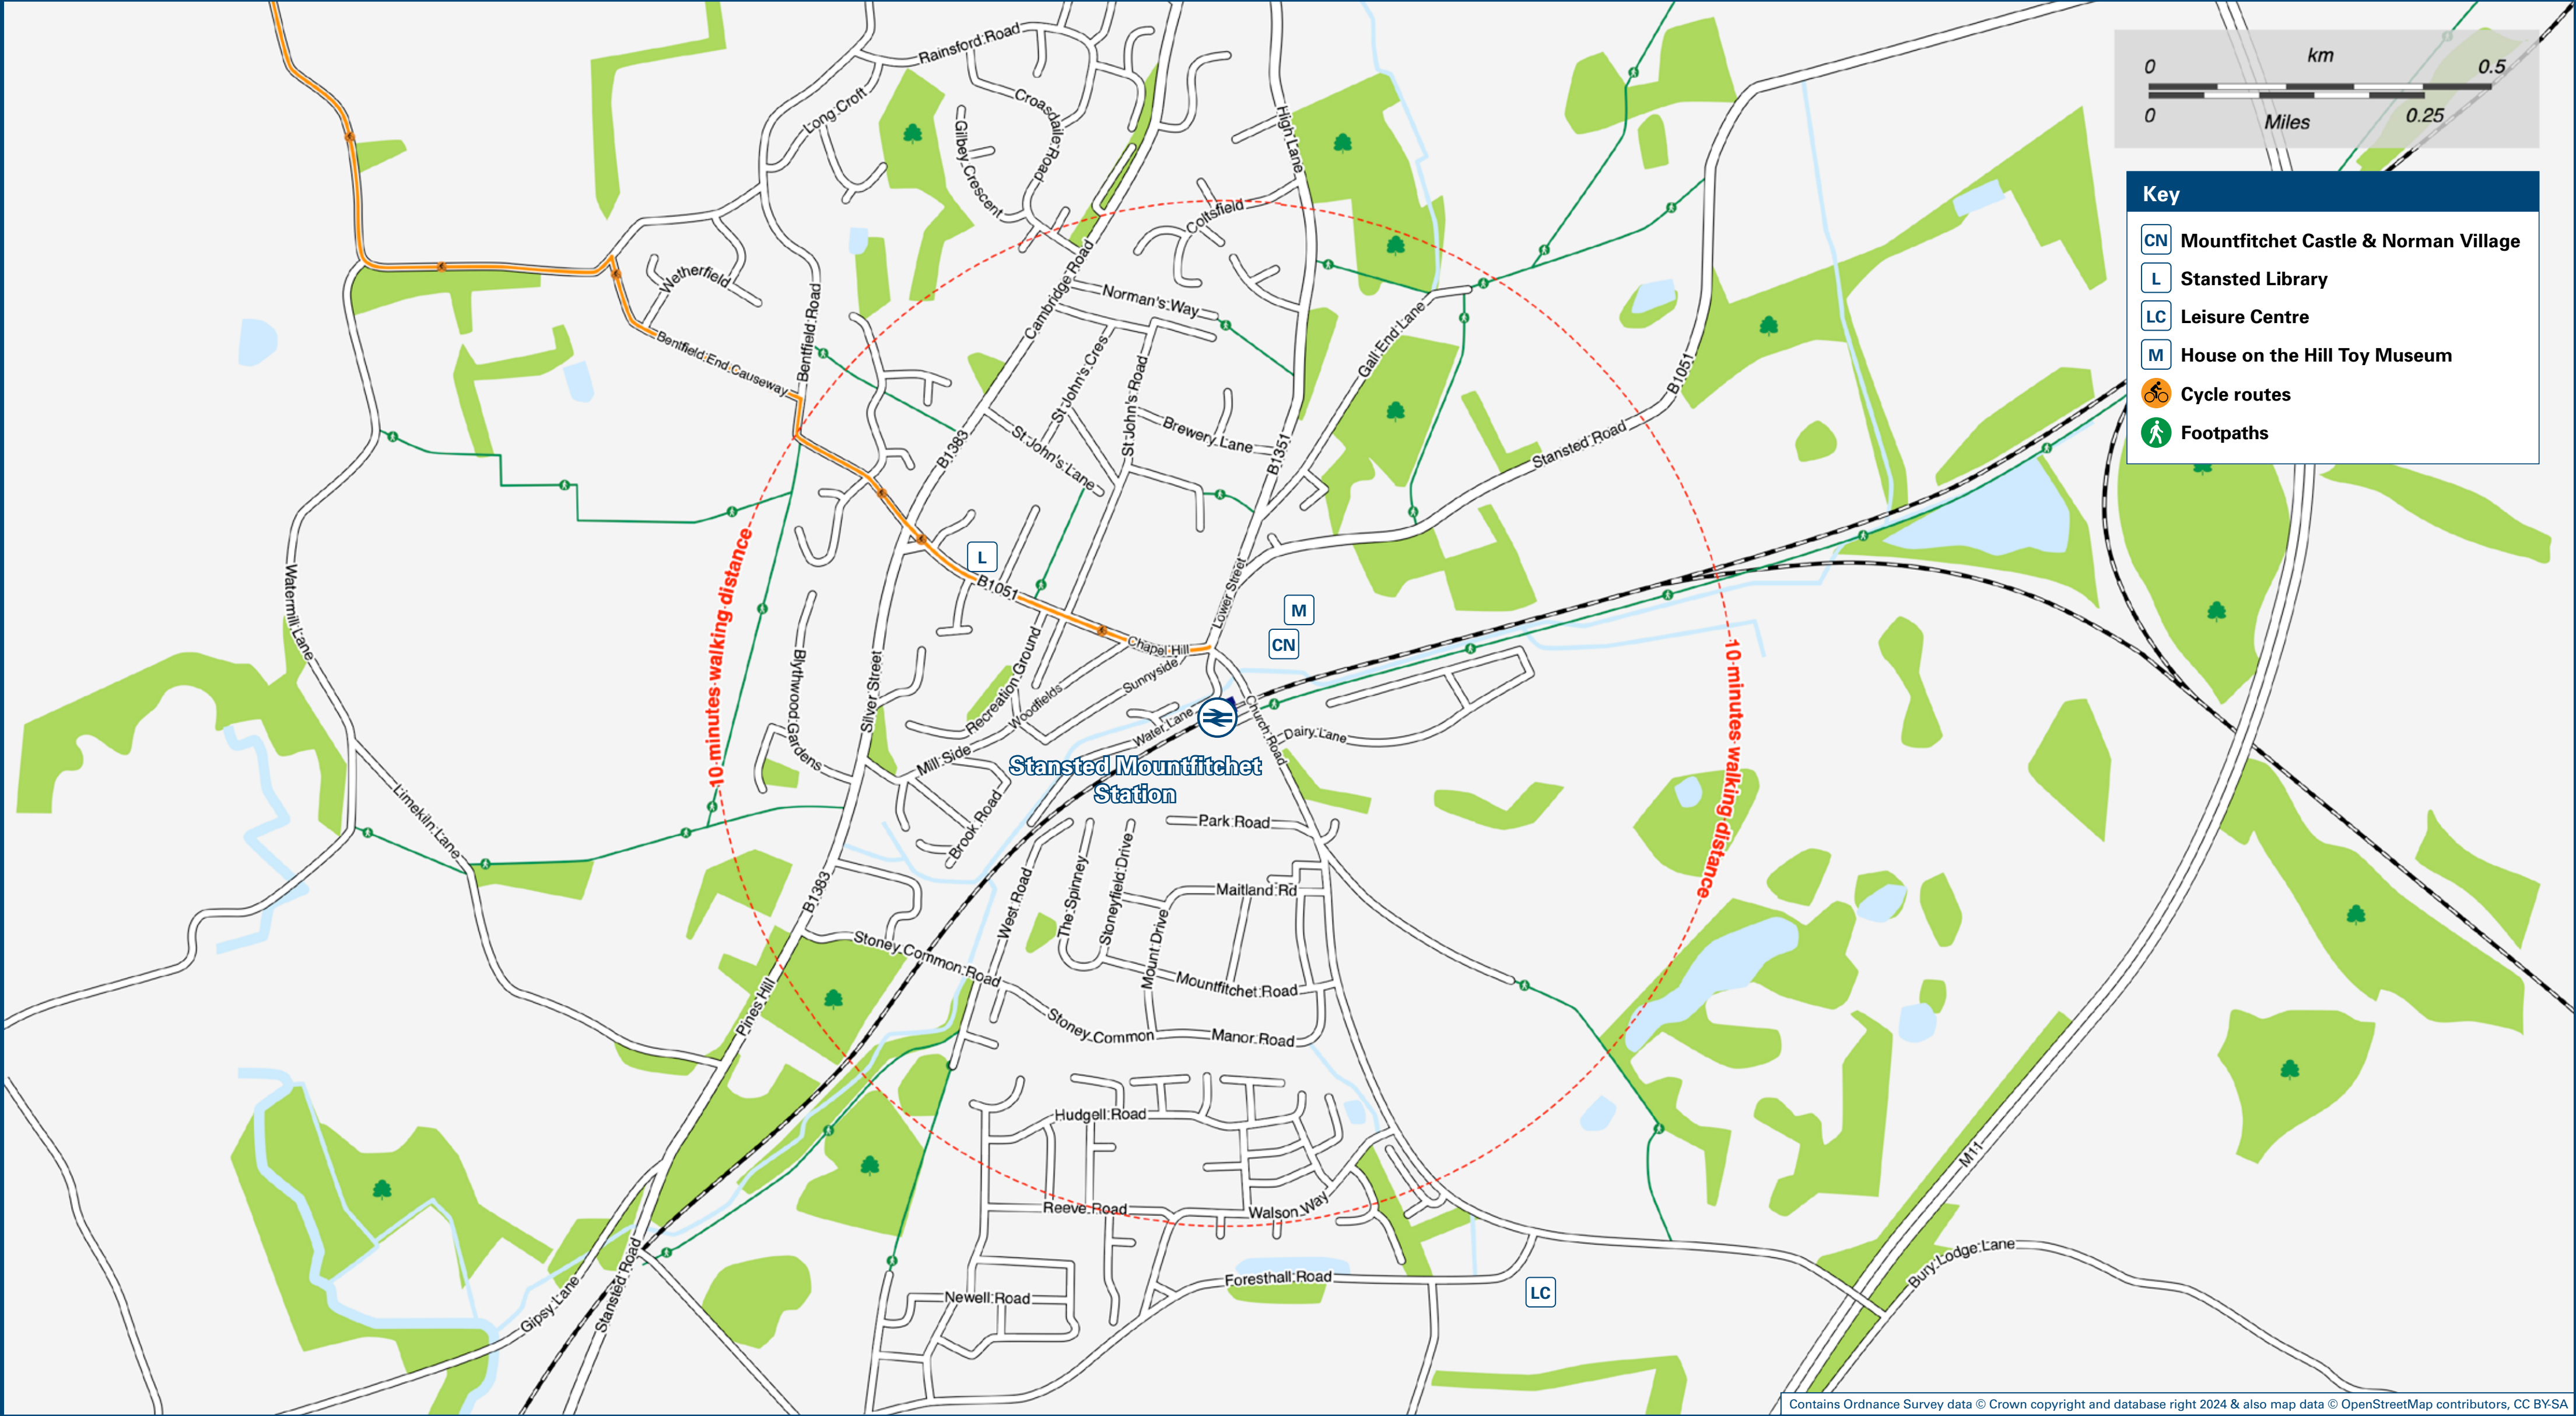 Rainsford Road
Long Croft
Croasdaile Road
Gilbey Crescent
High Lane
km
0
0.5
0
0.25
Miles
Key
CN Mountfitchet Castle & Norman Village
L Stansted Library
LC Leisure Centre
M House on the Hill Toy Museum
Cycle routes
Footpaths
Coltsfield
Wetherfield
Cambridge Road
Norman's Way
Bentfield Road
Bentfield End Causeway
Gall End Lane
St John's Cres
St John's Road
B1051
Brewery Lane
St John's Lane
B1383
B1351
Stansted Road
10 minutes walking distance
L
B1051
Lower Street
M
CN
Watermill Lane
Chapel Hill
Sunnyside
Recreation Ground
Woodfields
Blythwood Gardens
Silver Street
Water Lane
Church Road
Dairy Lane
10 minutes walking distance
Mill Side
Stansted Mountfitchet
Station
Limekiln Lane
Brook Road
Park Road
B1383
West Road
The Spinney
Stoneyfield Drive
Maitland Rd
Mount Drive
Stoney Common Road
Mountfitchet Road
Pines Hill
Stoney Common
Manor Road
Hudgell Road
M11
Reeve Road
Walson Way
Bury Lodge Lane
Stansted Road
Gipsy Lane
Foresthall Road
LC
Newell Road
Contains Ordnance Survey data © Crown copyright and database right 2024 & also map data © OpenStreetMap contributors, CC BY-SA